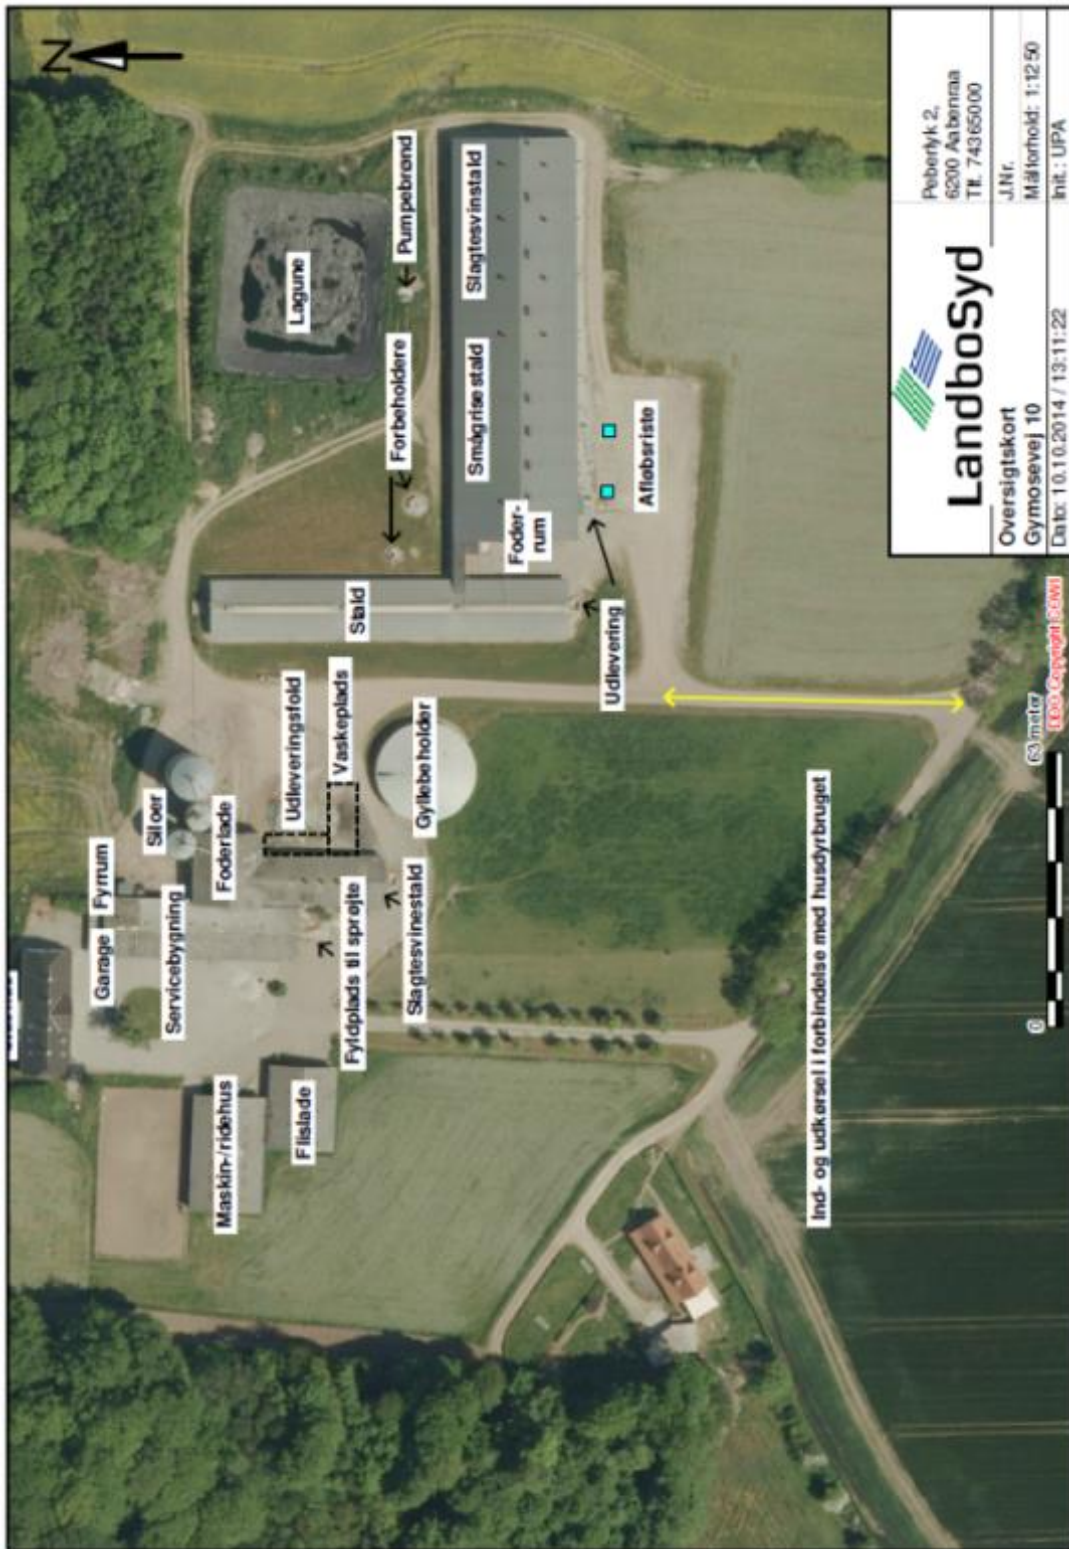 N
Lagune
Pumpebrønd
Forbeholdere
Slagtesvinstald
Smågrisestald
Foder-
rum
Afløbsriste
Stald
Udlevering
Udleveringsfold
Vaskeplads
Gyllebeholder
Siloer
Foderlade
Garage
Fyrrum
Servicebygning
Fyldplads til sprøjte
Slagtesvinestald
Maskin-/ridehus
Flislade
Ind- og udkørsel i forbindelse med husdyrbruget
0
63 meter
DDO Copyright COWI
LandboSyd
Peberlyk 2,
6200 Aabenraa
Tlf. 74365000
Oversigtskort
Gymosevej 10
J.Nr.
Målforhold: 1:1250
Dato: 10.10.2014 / 13:11:22
Init.: UPA